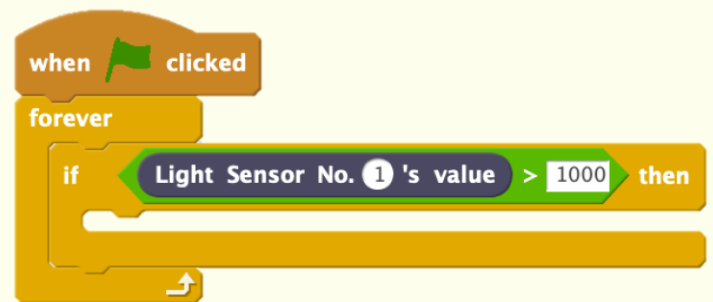 when clicked
forever
if Light Sensor No. 1 's value > 1000 then